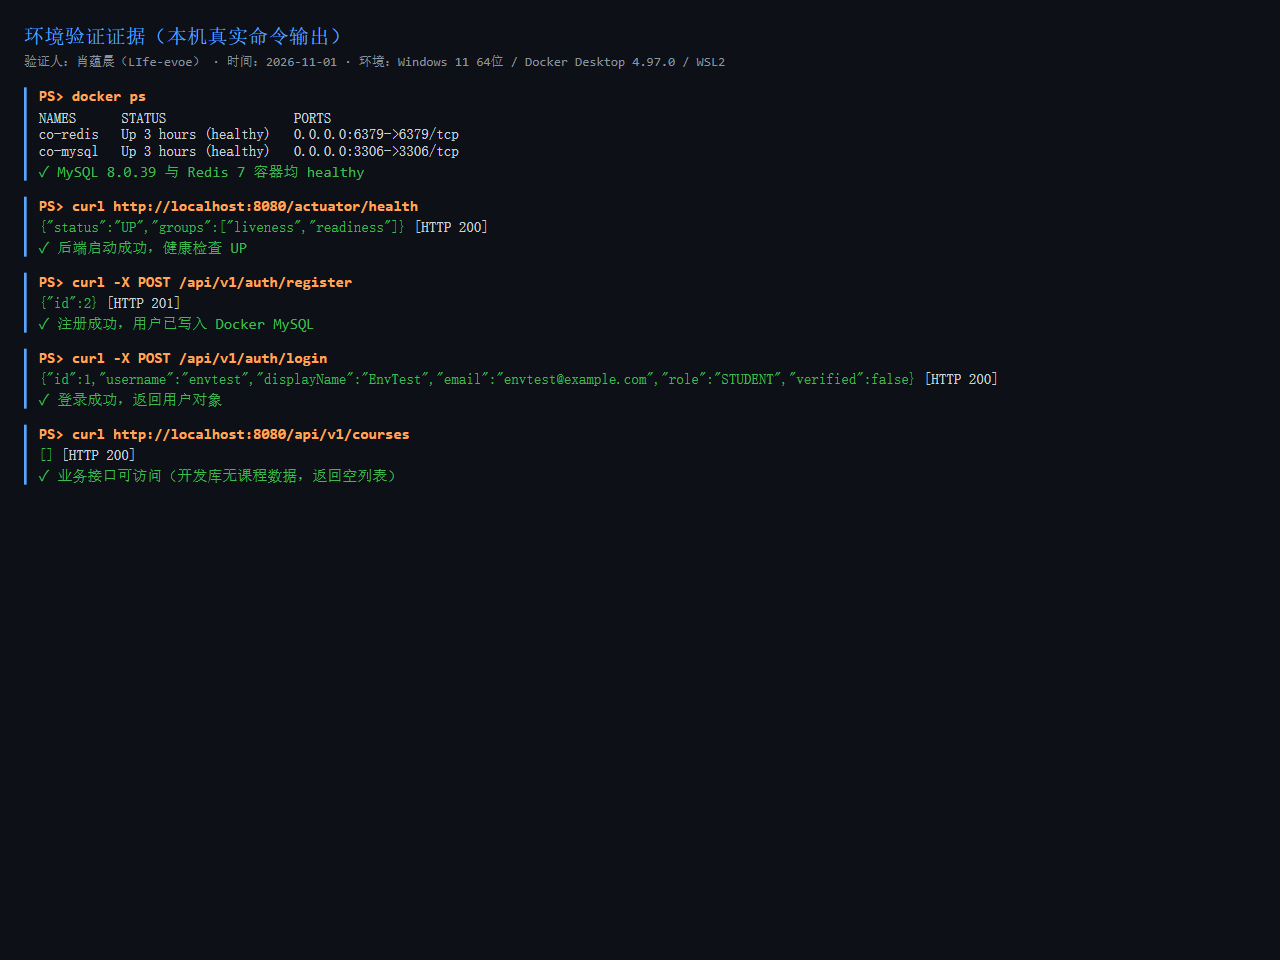 环境验证证据（本机真实命令输出）
验证人：肖蕴晨（LIfe-evoe） · 时间：2026-11-01 · 环境：Windows 11 64位 / Docker Desktop 4.97.0 / WSL2
PS> docker ps
NAMES      STATUS                 PORTS
co-redis   Up 3 hours (healthy)   0.0.0.0:6379->6379/tcp
co-mysql   Up 3 hours (healthy)   0.0.0.0:3306->3306/tcp
✓ MySQL 8.0.39 与 Redis 7 容器均 healthy
PS> curl http://localhost:8080/actuator/health
{"status":"UP","groups":["liveness","readiness"]} [HTTP 200]
✓ 后端启动成功，健康检查 UP
PS> curl -X POST /api/v1/auth/register
{"id":2} [HTTP 201]
✓ 注册成功，用户已写入 Docker MySQL
PS> curl -X POST /api/v1/auth/login
{"id":1,"username":"envtest","displayName":"EnvTest","email":"envtest@example.com","role":"STUDENT","verified":false} [HTTP 200]
✓ 登录成功，返回用户对象
PS> curl http://localhost:8080/api/v1/courses
[] [HTTP 200]
✓ 业务接口可访问（开发库无课程数据，返回空列表）